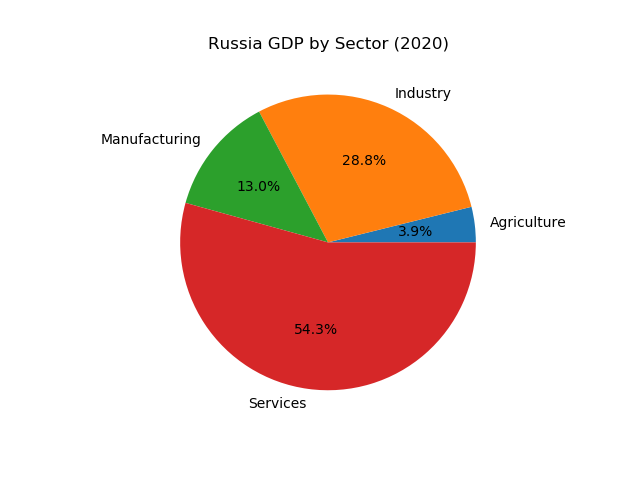 Russia GDP by Sector (2020)
Industry
Manufacturing
28.8%
13.0%
Agriculture
3.9%
54.3%
Services